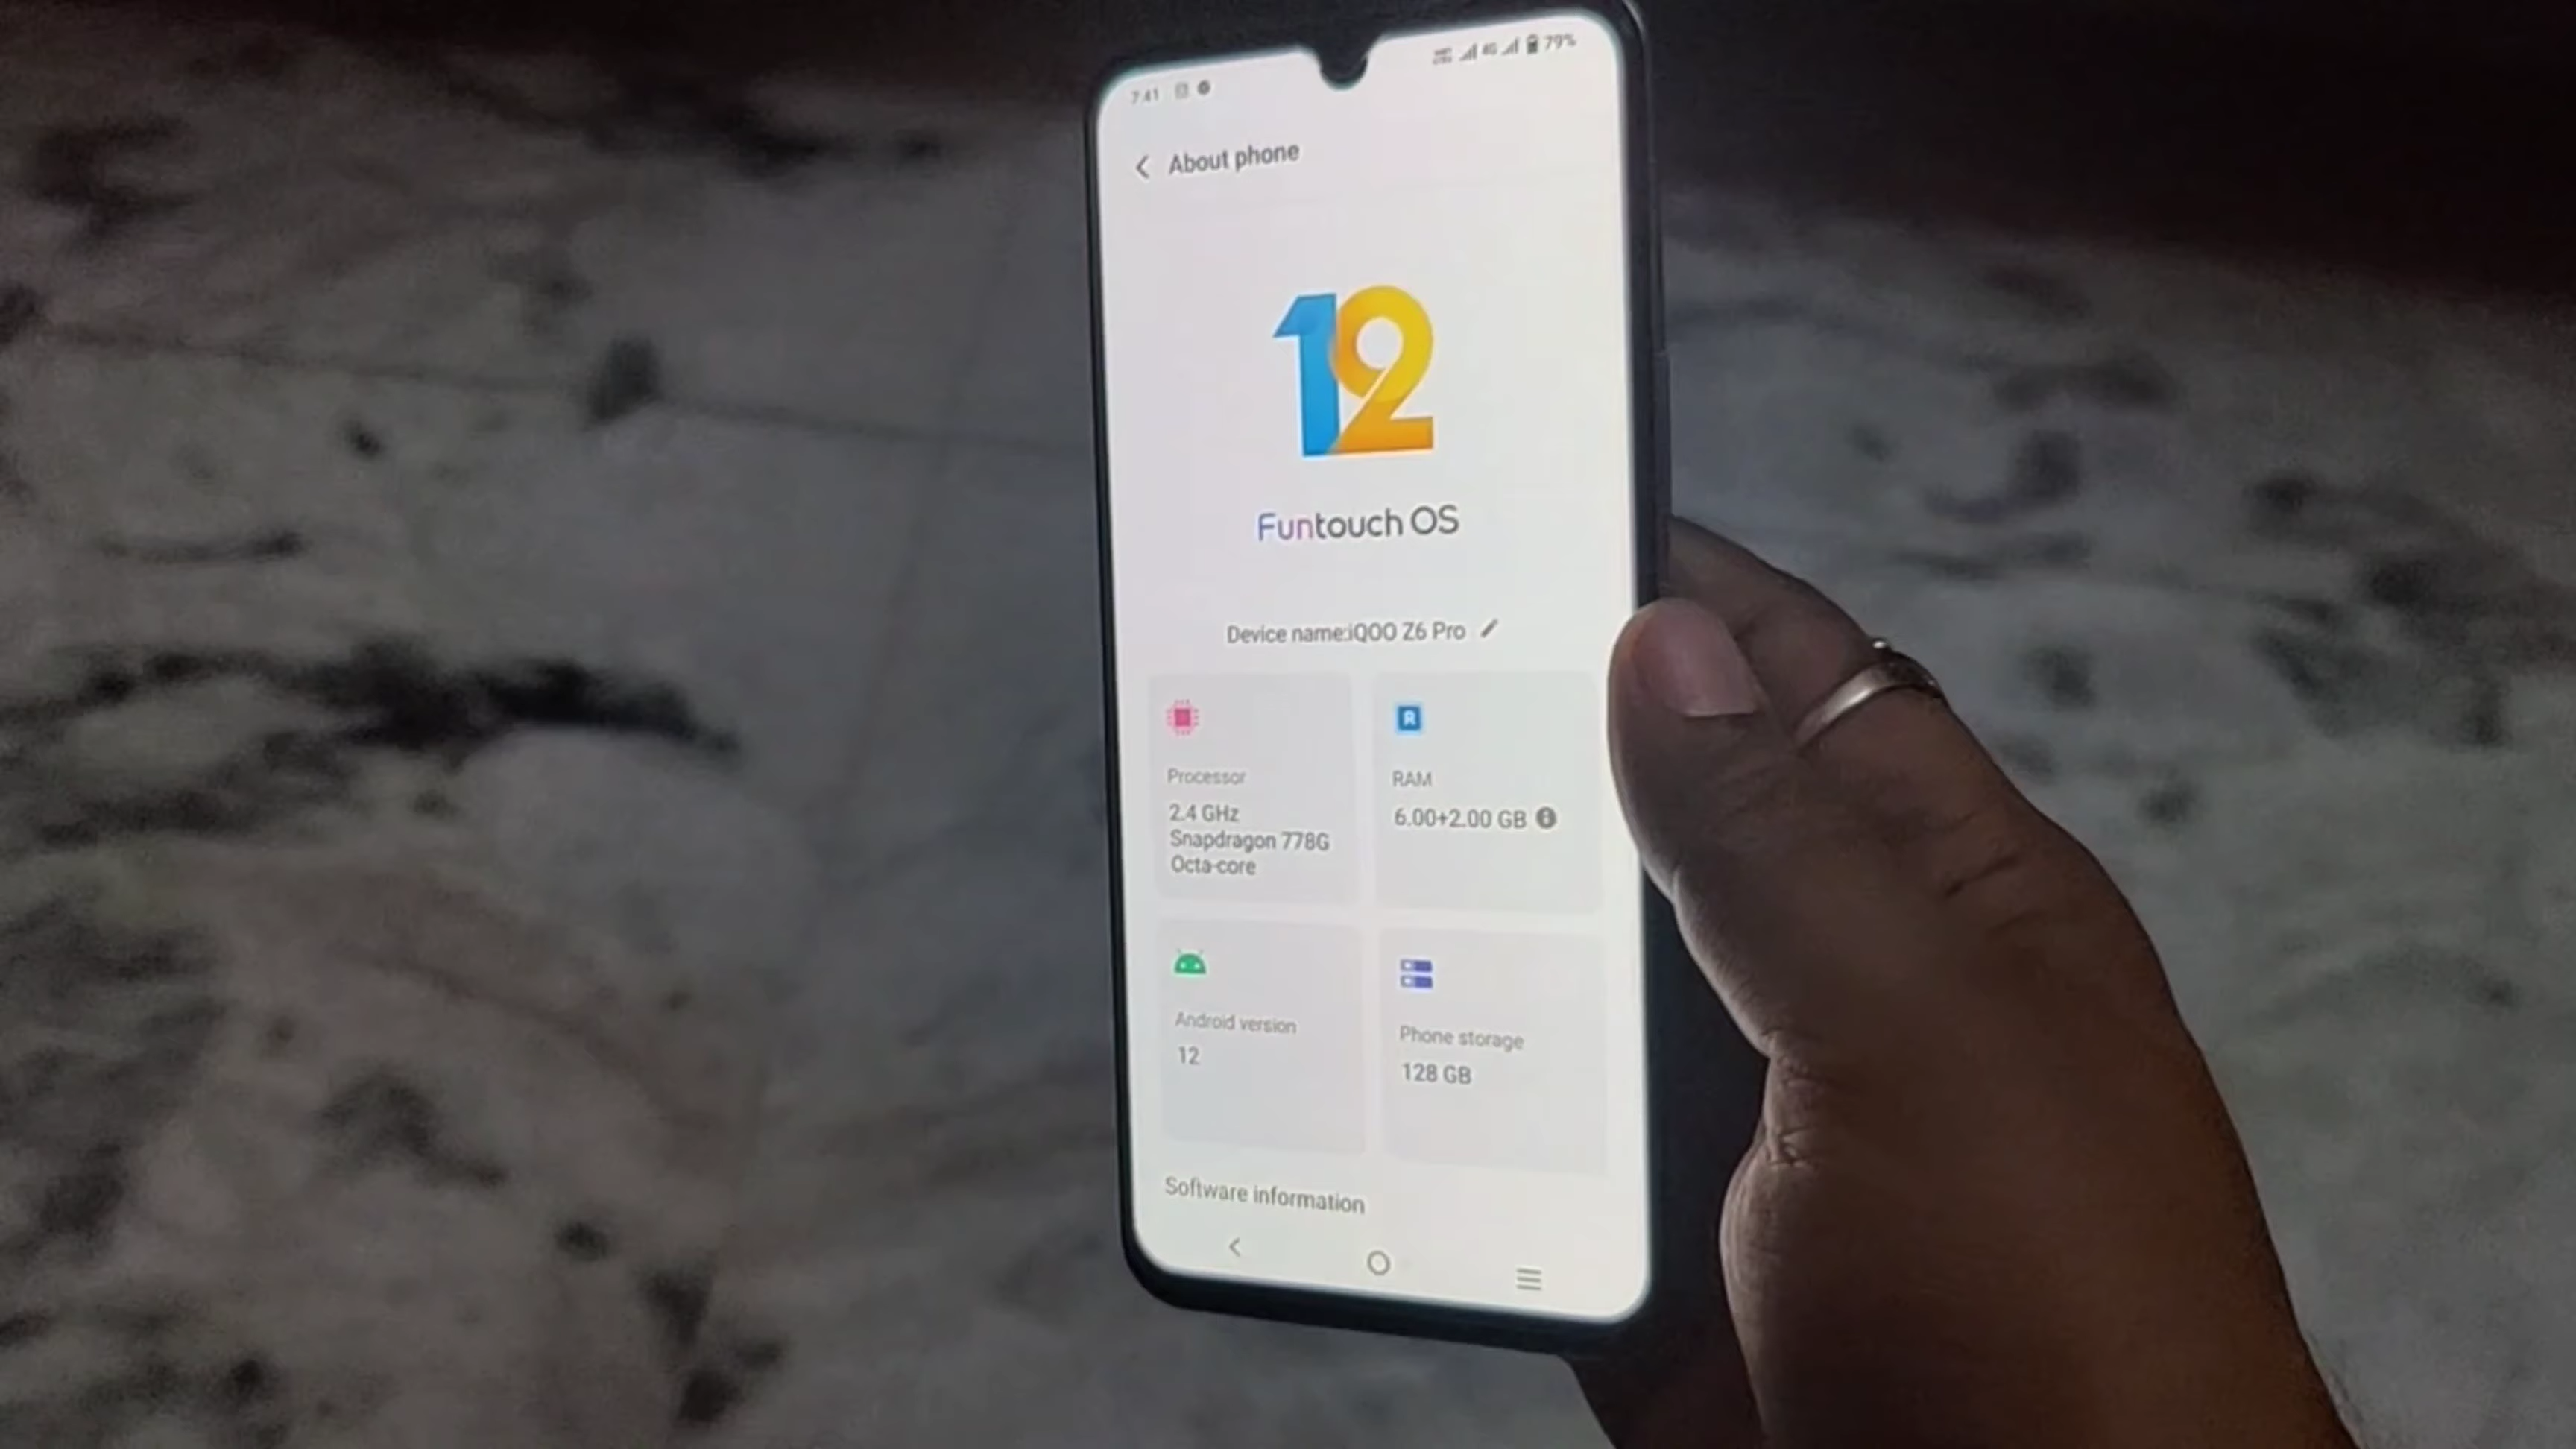 7:41
4G 79%
About phone
12
Funtouch OS
Device name:iQOO Z6 Pro
R
Processor
2.4 GHz
Snapdragon 778G
Octa-core
RAM
6.00+2.00 GB
Android version
12
Phone storage
128 GB
Software information